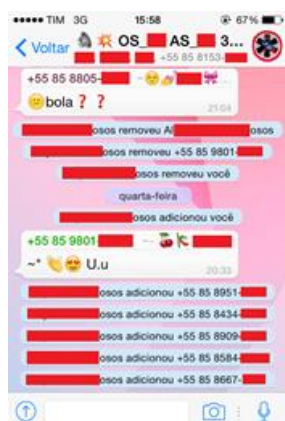 TIM 3G 15:58 67%
Voltar OS_ AS_ 3...
+55 85 8153-
+55 85 8805- ~
bola ? ?
21:04
osos removeu Al osos
osos removeu +55 85 9801-
osos removeu você
quarta-feira
osos adicionou você
+55 85 9801- ~
~* U.u
20:33
osos adicionou +55 85 8951-
osos adicionou +55 85 8434-
osos adicionou +55 85 8909-
osos adicionou +55 85 8584-
osos adicionou +55 85 8667-